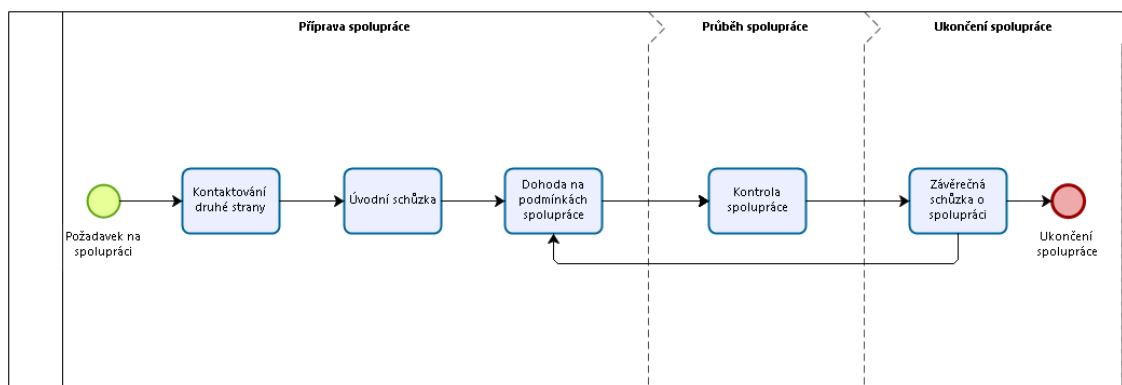 Příprava spolupráce
Průběh spolupráce
Ukončení spolupráce
Požadavek na
spolupráci
Kontaktování
druhé strany
Úvodní schůzka
Dohoda na
podmínkách
spolupráce
Kontrola
spolupráce
Závěrečná
schůzka o
spolupráci
Ukončení
spolupráce